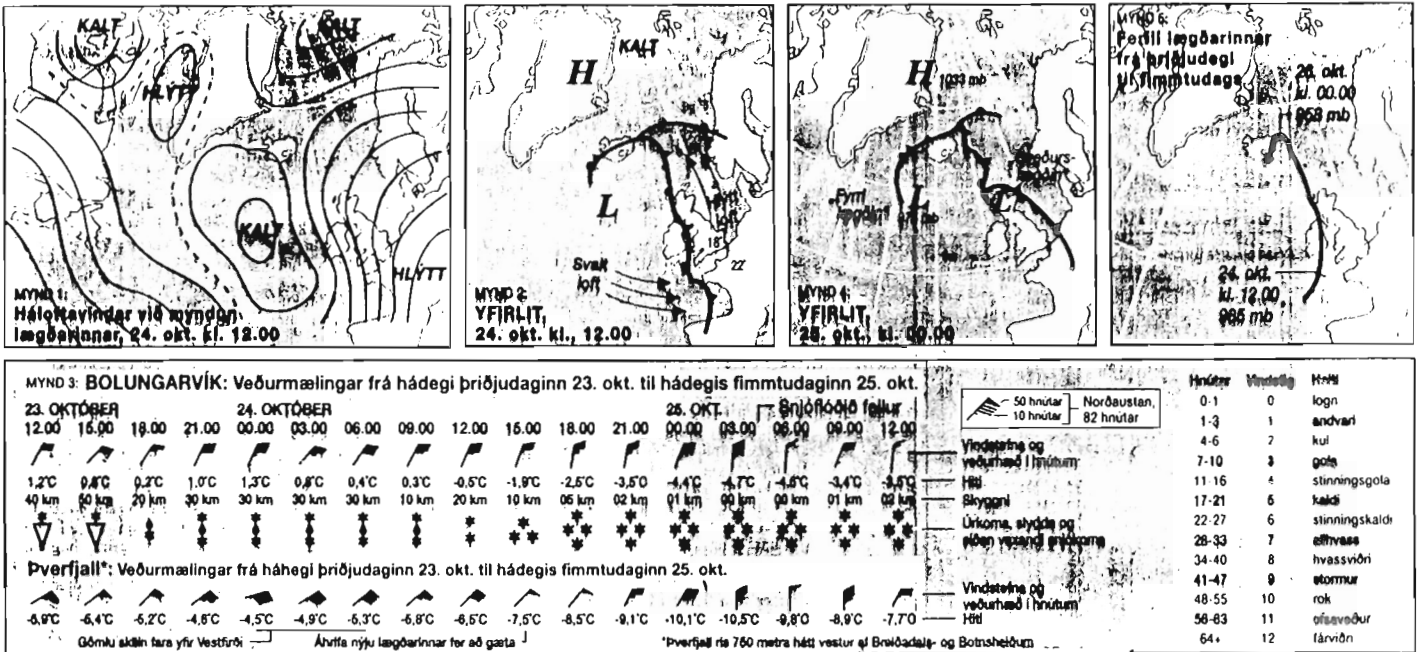 KALT
KALT
HLÝTT
KALT
HLÝTT
MYND 1:
Háloftavindar við myndun
lægðarinnar, 24. okt. kl. 12.00
H
KALT
L
loft
18
22
Svalt
loft
MYND 2:
YFIRLIT,
24. okt. kl., 12.00
H
1033 mb
"Fyrri
L
MYND 4:
YFIRLIT,
25. okt. kl. 00.00
MYND 5:
Ferill lægðarinnar
frá þriðjudegi
til fimmtudags
26. okt.
kl. 00.00
958 mb
24. okt.
kl. 12.00
985 mb
MYND 3: BOLUNGARVÍK: Veðurmælingar frá hádegi þriðjudaginn 23. okt. til hádegis fimmtudaginn 25. okt.
23. OKTÓBER 24. OKTÓBER 25. OKT. Snjóflóðið fellur
12.00 15.00 18.00 21.00 00.00 03.00 06.00 09.00 12.00 15.00 18.00 21.00 00.00 03.00 06.00 09.00 12.00
1,2°C 0,8°C 0,2°C 1,0°C 1,3°C 0,8°C 0,4°C 0,3°C -0,5°C -1,9°C -2,5°C -3,5°C -4,4°C -4,7°C -4,5°C -3,4°C -3,5°C
40 km 50 km 20 km 30 km 30 km 30 km 30 km 10 km 20 km 10 km 05 km 02 km 01 km 00 km 00 km 01 km 02 km
50 hnútar
10 hnútar
Norðaustan,
82 hnútar
Vindstefna og
veðurhæð í hnútum
Hiti
Skyggni
Úrkoma, slydda og
síðan vaxandi snjókoma
Þverfjall*: Veðurmælingar frá háhegi þriðjudaginn 23. okt. til hádegis fimmtudaginn 25. okt.
-6,9°C -6,4°C -5,2°C -4,6°C -4,5°C -4,9°C -5,3°C -6,8°C -6,5°C -7,5°C -8,5°C -9,1°C -10,1°C -10,5°C -9,8°C -8,9°C -7,7°C
Vindstefna og
veðurhæð í hnútum
Hiti
Gömlu skilin fara yfir Vestfirði
Áhrifa nýju lægðarinnar fer að gæta
*Þverfjall rís 750 metra hátt vestur af Breiðadals- og Botnsheiðum
Hnútar Vindstig Heiti
0-1 0 logn
1-3 1 andvari
4-6 2 kul
7-10 3 gola
11-16 4 stinningsgola
17-21 5 kaldi
22-27 6 stinningskaldi
28-33 7 allhvass
34-40 8 hvassviðri
41-47 9 stormur
48-55 10 rok
56-63 11 ofsaveður
64+ 12 fárviðri